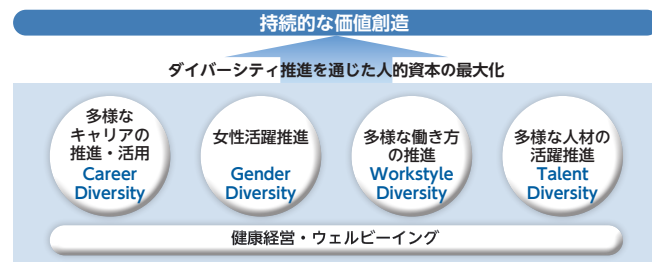 持続的な価値創造
ダイバーシティ推進を通じた人的資本の最大化
多様な
キャリアの
推進・活用
Career
Diversity
女性活躍推進
Gender
Diversity
多様な働き方
の推進
Workstyle
Diversity
多様な人材の
活躍推進
Talent
Diversity
健康経営・ウェルビーイング